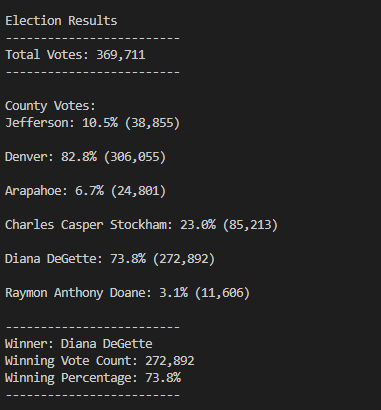 Election Results
-------------------------
Total Votes: 369,711
-------------------------
County Votes:
Jefferson: 10.5% (38,855)
Denver: 82.8% (306,055)
Arapahoe: 6.7% (24,801)
Charles Casper Stockham: 23.0% (85,213)
Diana DeGette: 73.8% (272,892)
Raymon Anthony Doane: 3.1% (11,606)
-------------------------
Winner: Diana DeGette
Winning Vote Count: 272,892
Winning Percentage: 73.8%
-------------------------